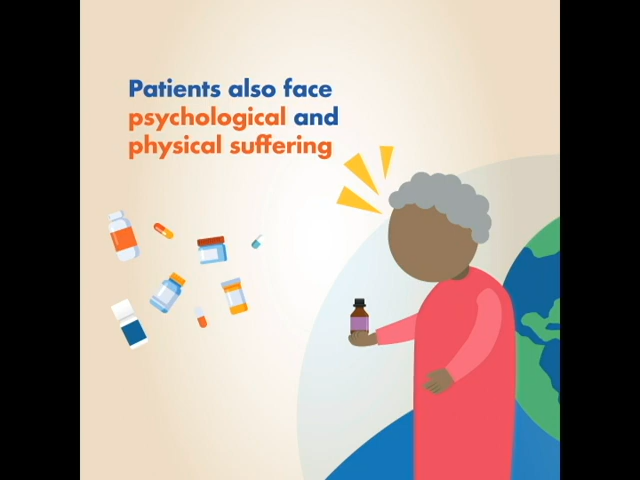 Patients also face
psychological and
physical suffering